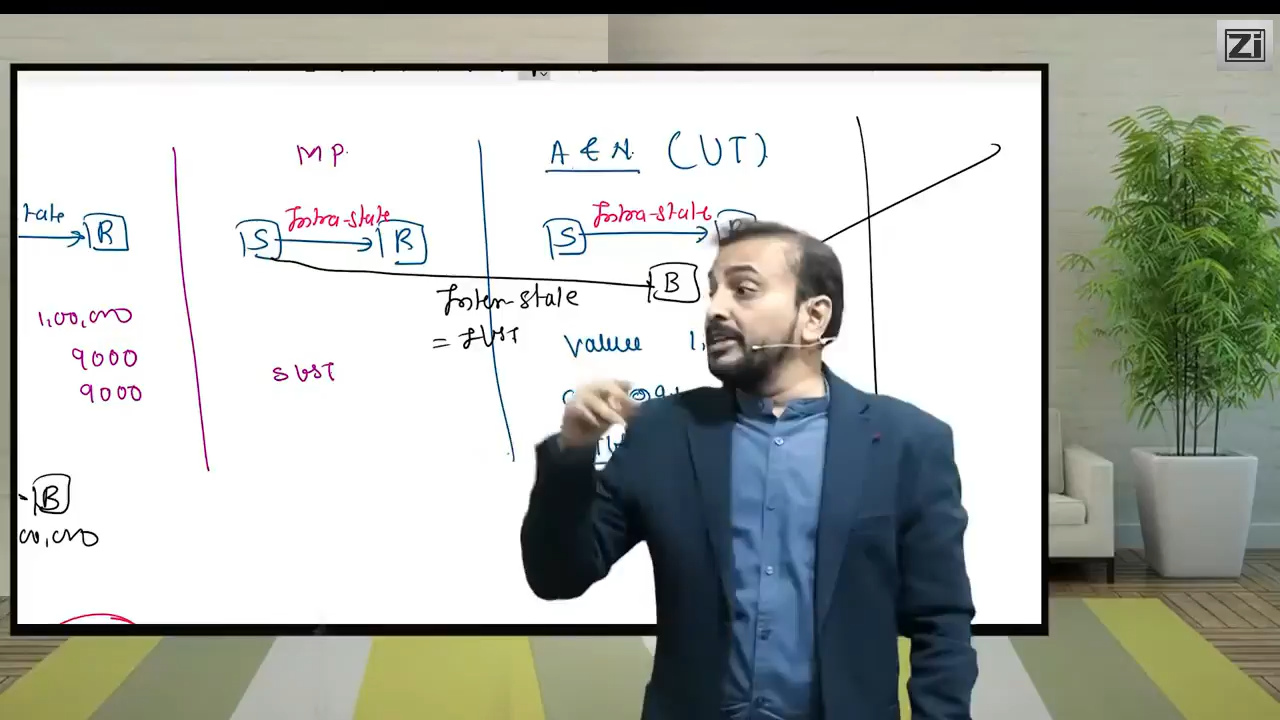 Zi
MP
A & N (UT)
tate
R
S
Intra-state
R
S
Intra-state
B
Inter-state
= IGST
1,00,000
9000
9000
SGST
value 1,
B
00,000